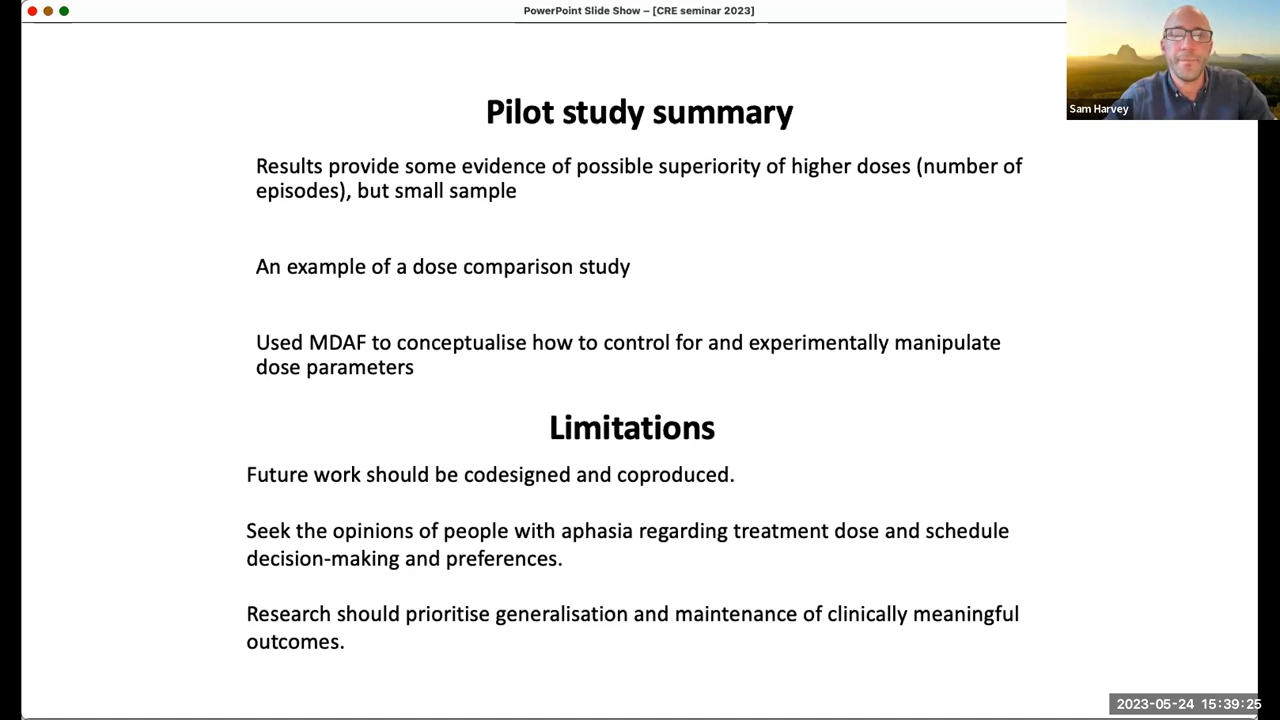 PowerPoint Slide Show – [CRE seminar 2023]
Sam Harvey
Pilot study summary
Results provide some evidence of possible superiority of higher doses (number of
episodes), but small sample
An example of a dose comparison study
Used MDAF to conceptualise how to control for and experimentally manipulate
dose parameters
Limitations
Future work should be codesigned and coproduced.
Seek the opinions of people with aphasia regarding treatment dose and schedule
decision-making and preferences.
Research should prioritise generalisation and maintenance of clinically meaningful
outcomes.
2023-05-24 15:39:25